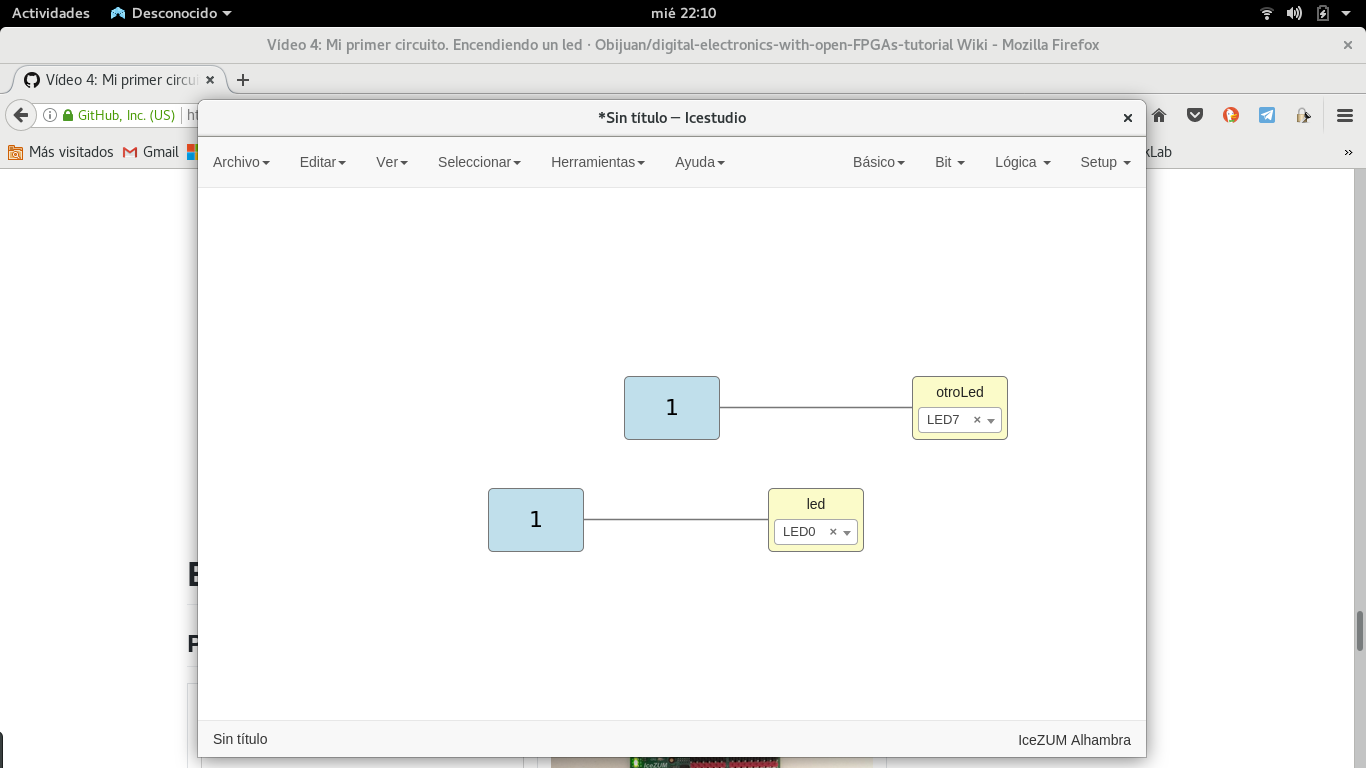 Actividades Desconocido mié 22:10
Vídeo 4: Mi primer circuito. Encendiendo un led · Obijuan/digital-electronics-with-open-FPGAs-tutorial Wiki - Mozilla Firefox ×
Vídeo 4: Mi primer circu × +
GitHub, Inc. (US) ht
*Sin título — Icestudio ×
Más visitados Gmail kLab »
Archivo Editar Ver Seleccionar Herramientas Ayuda Básico Bit Lógica Setup
otroLed
1
LED7 ×
led
1
LED0 ×
E
P
Sin título IceZUM Alhambra
IceZUM